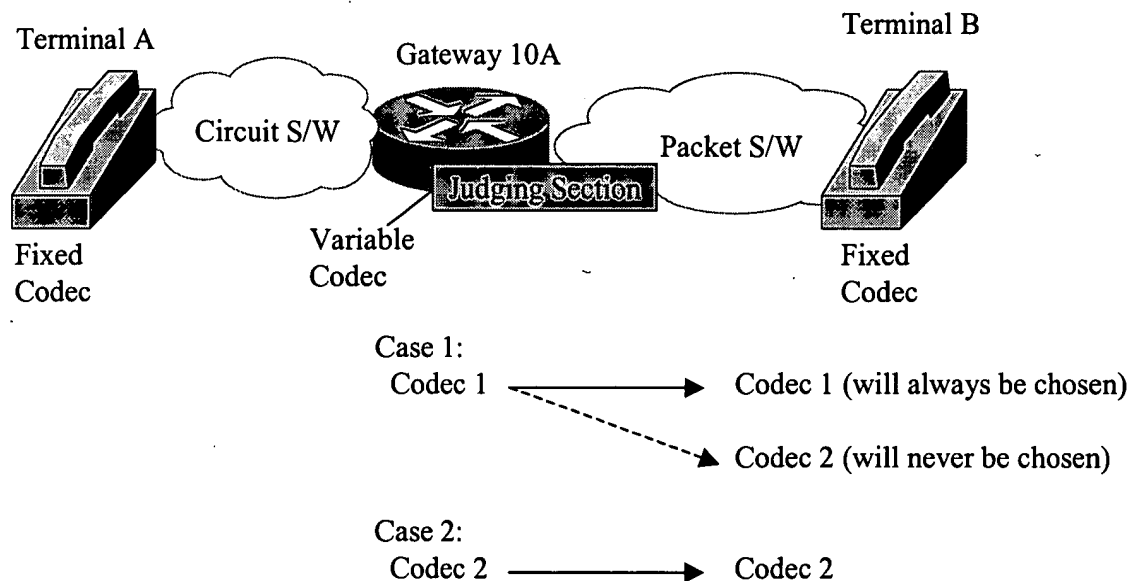 Terminal A
Terminal B
Gateway 10A
Circuit S/W
Packet S/W
Judging Section
Variable
Codec
Fixed
Codec
Fixed
Codec
Case 1:
Codec 1
Codec 1 (will always be chosen)
Codec 2 (will never be chosen)
Case 2:
Codec 2
Codec 2